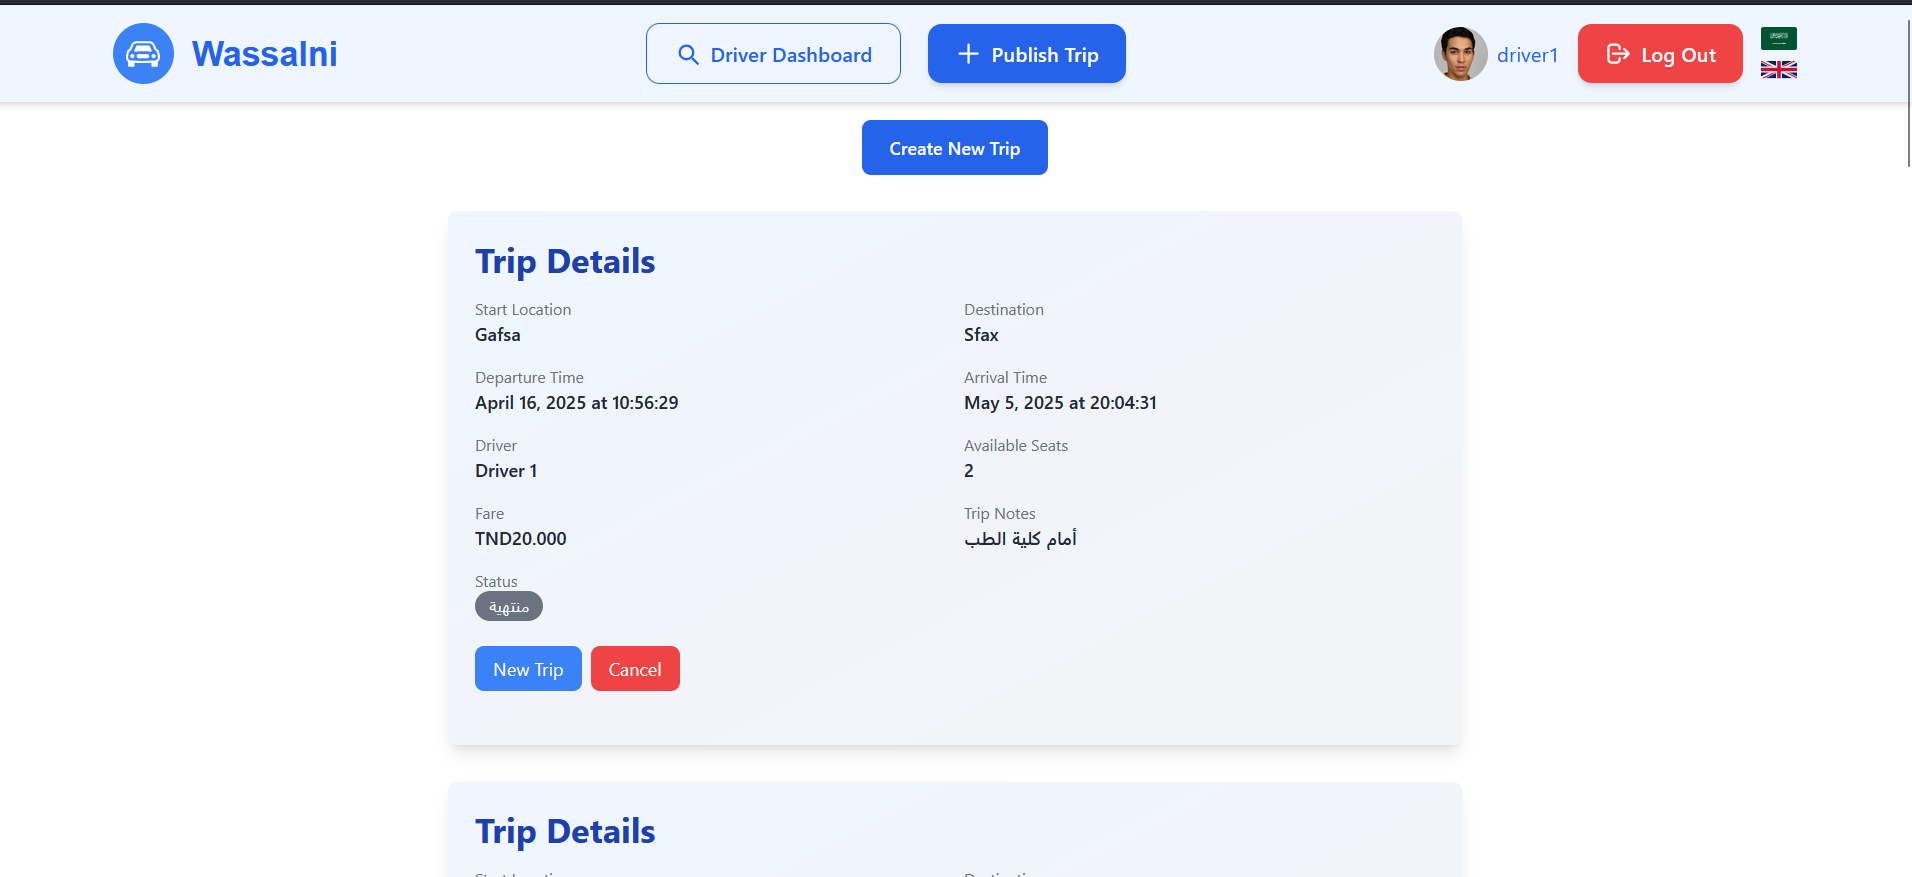 Wassalni
Driver Dashboard
Publish Trip
driver1
Log Out
Create New Trip
Trip Details
Start Location
Gafsa
Destination
Sfax
Departure Time
April 16, 2025 at 10:56:29
Arrival Time
May 5, 2025 at 20:04:31
Driver
Driver 1
Available Seats
2
Fare
TND20.000
Trip Notes
أمام كلية الطب
Status
منتهية
New Trip
Cancel
Trip Details